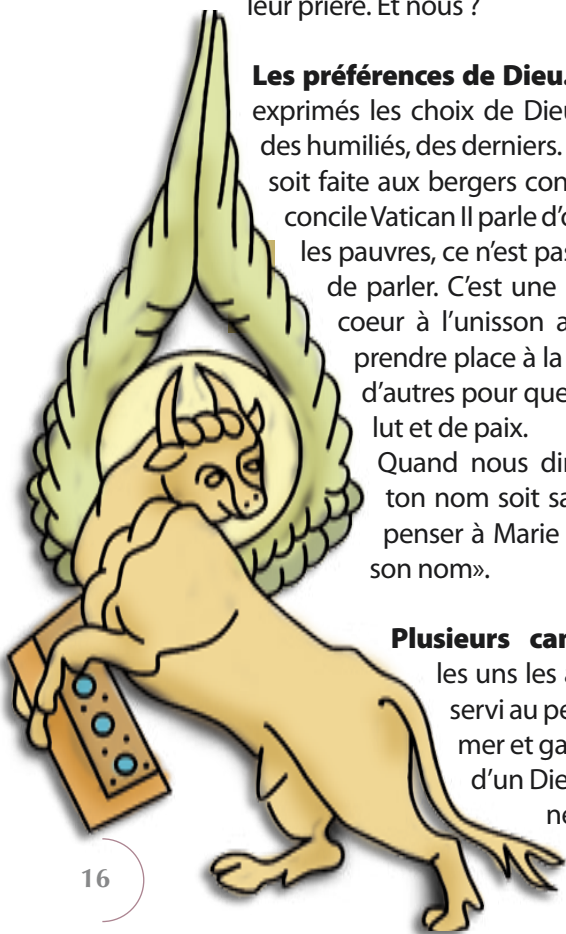 leur prière. Et nous ?
Les préférences de Dieu.
exprimés les choix de Dieu
des humiliés, des derniers.
soit faite aux bergers con
concile Vatican II parle d’o
les pauvres, ce n’est pas
de parler. C’est une
coeur à l’unisson a
prendre place à la
d’autres pour que
lut et de paix.
Quand nous di
ton nom soit sa
penser à Marie
son nom».
Plusieurs can
les uns les a
servi au pe
mer et ga
d’un Die
ne
16